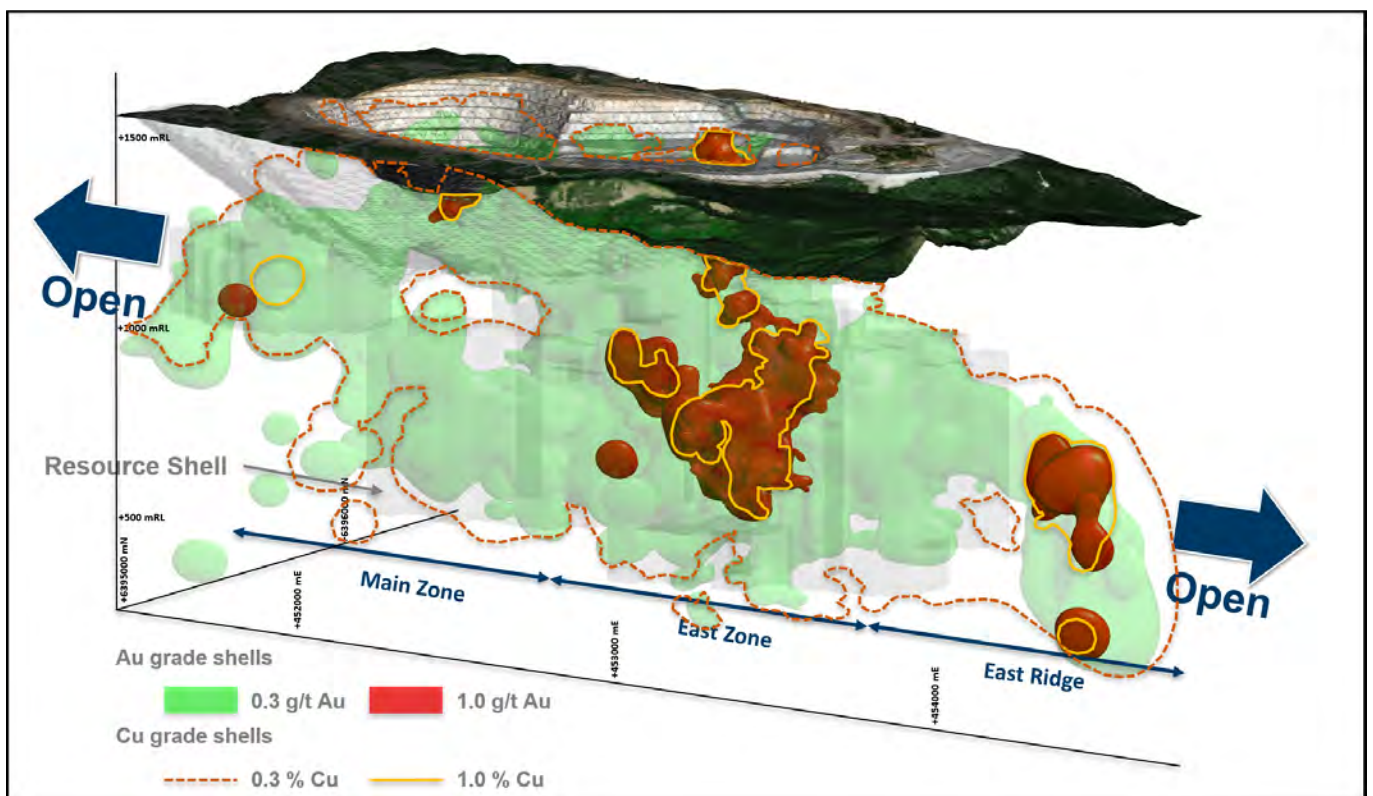 +1500 mRL
Open
+1000 mRL
Resource Shell
+500 mRL
+6396000 mN
+6395000 mN
+452000 mE
Main Zone
East Zone
+453000 mE
East Ridge
+454000 mE
Open
Au grade shells
0.3 g/t Au
1.0 g/t Au
Cu grade shells
0.3 % Cu
1.0 % Cu